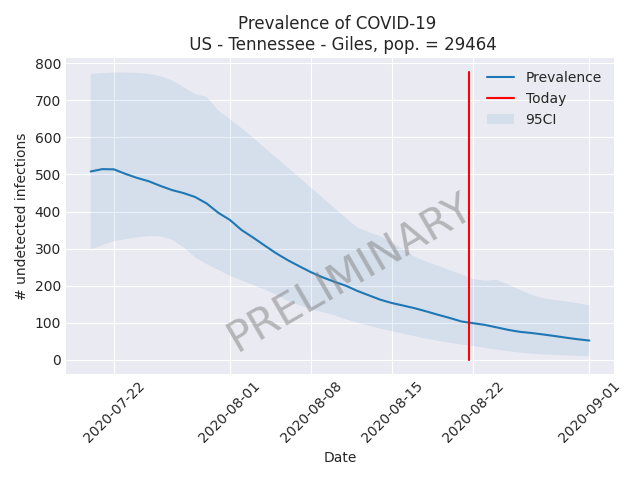 Prevalence of COVID-19
US - Tennessee - Giles, pop. = 29464
# undetected infections
800
700
600
500
400
300
200
100
0
Prevalence
Today
95CI
PRELIMINARY
2020-07-22
2020-08-01
2020-08-08
2020-08-15
2020-08-22
2020-09-01
Date